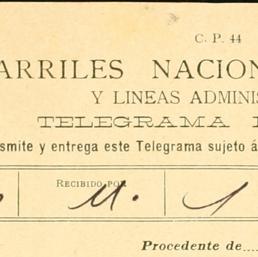 C. P. 44
ARRILES NACION
Y LINEAS ADMINIS
TELEGRAMA
smite y entrega este Telegrama sujeto á
RECIBIDO POR
M.
Procedente de....